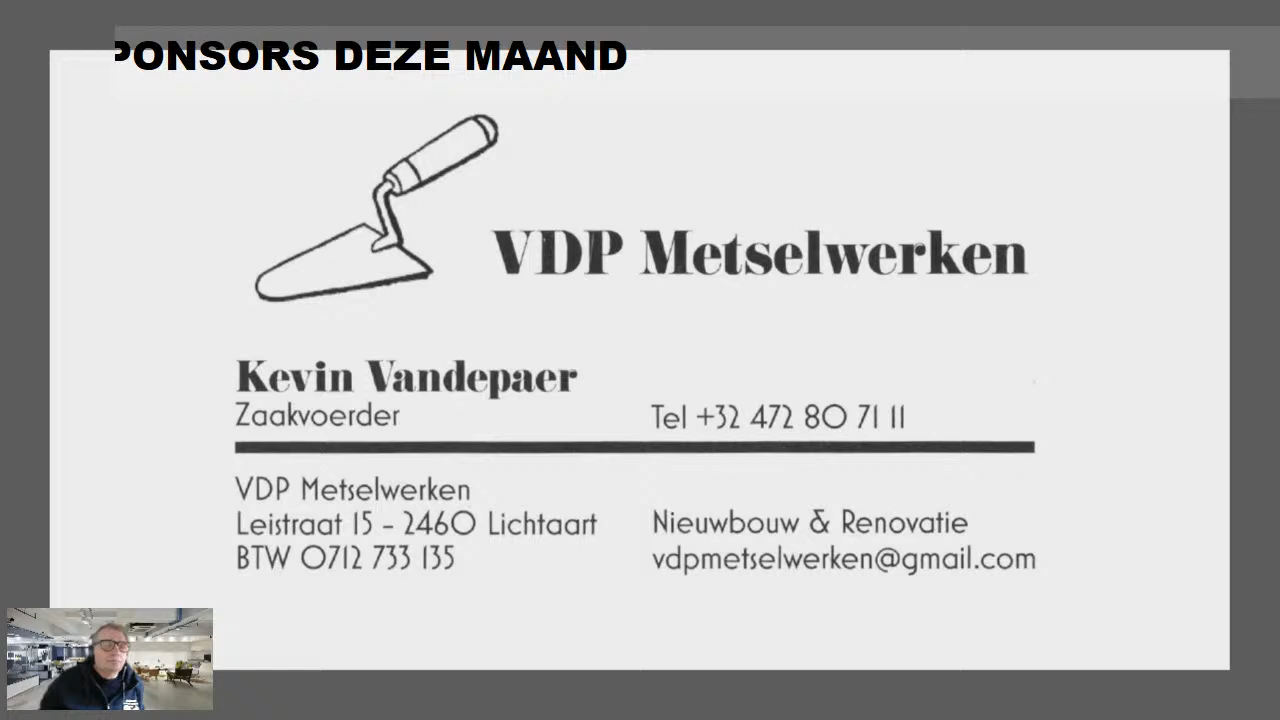 PONSORS DEZE MAAND
VDP Metselwerken
Kevin Vandepaer
Zaakvoerder
Tel +32 472 80 71 11
VDP Metselwerken
Leistraat 15 - 2460 Lichtaart
BTW 0712 733 135
Nieuwbouw & Renovatie
vdpmetselwerken@gmail.com